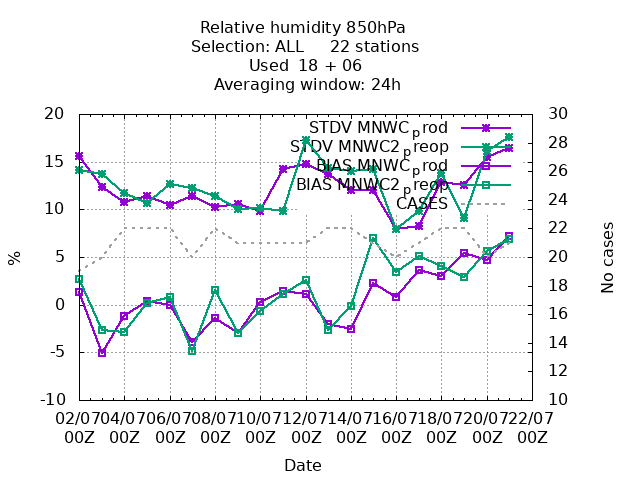 Relative humidity 850hPa
Selection: ALL 22 stations
Used 18 + 06
Averaging window: 24h
STDV MNWC_prod
STDV MNWC2_preop
BIAS MNWC_prod
BIAS MNWC2_preop
CASES
20
15
10
5
0
-5
-10
%
30
28
26
24
22
20
18
16
14
12
10
No cases
02/07 04/07 06/07 08/07 10/07 12/07 14/07 16/07 18/07 20/07 22/07
00Z 00Z 00Z 00Z 00Z 00Z 00Z 00Z 00Z 00Z 00Z
Date